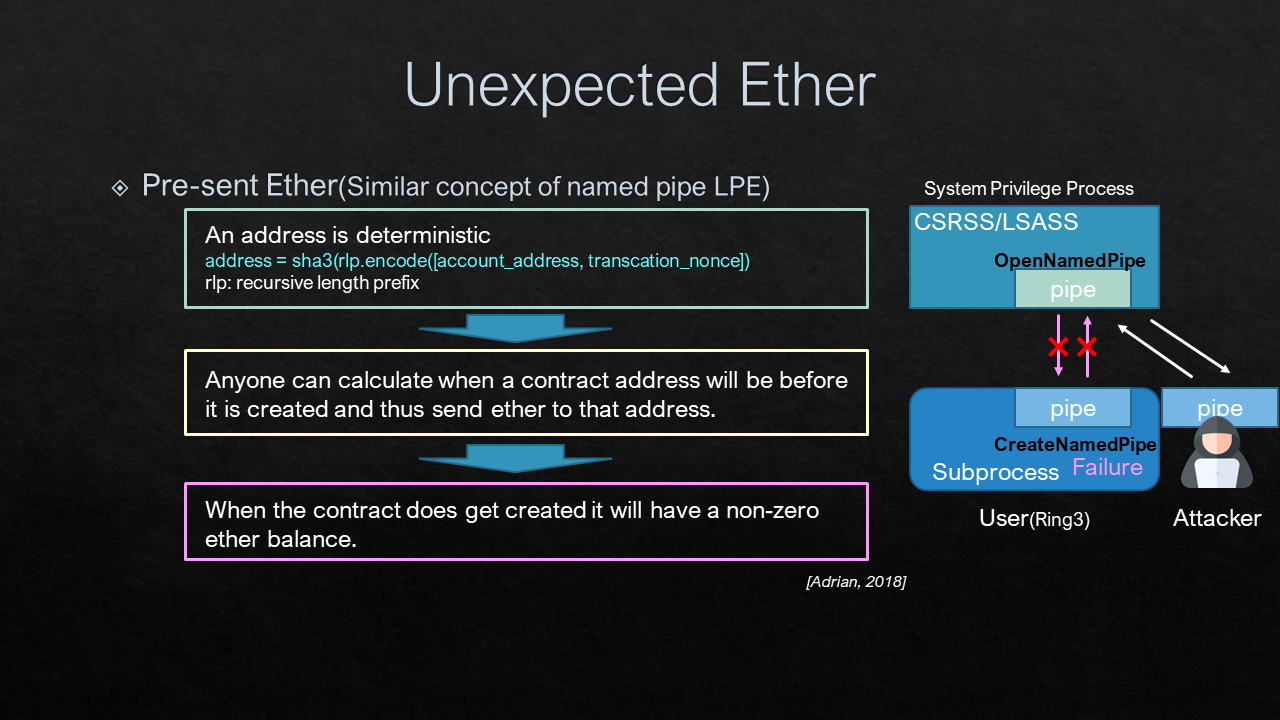 Unexpected Ether
Pre-sent Ether(Similar concept of named pipe LPE)
An address is deterministic
address = sha3(rlp.encode([account_address, transcation_nonce])
rlp: recursive length prefix
Anyone can calculate when a contract address will be before
it is created and thus send ether to that address.
When the contract does get created it will have a non-zero
ether balance.
[Adrian, 2018]
System Privilege Process
CSRSS/LSASS
OpenNamedPipe
pipe
pipe
pipe
CreateNamedPipe
Subprocess Failure
User(Ring3)
Attacker